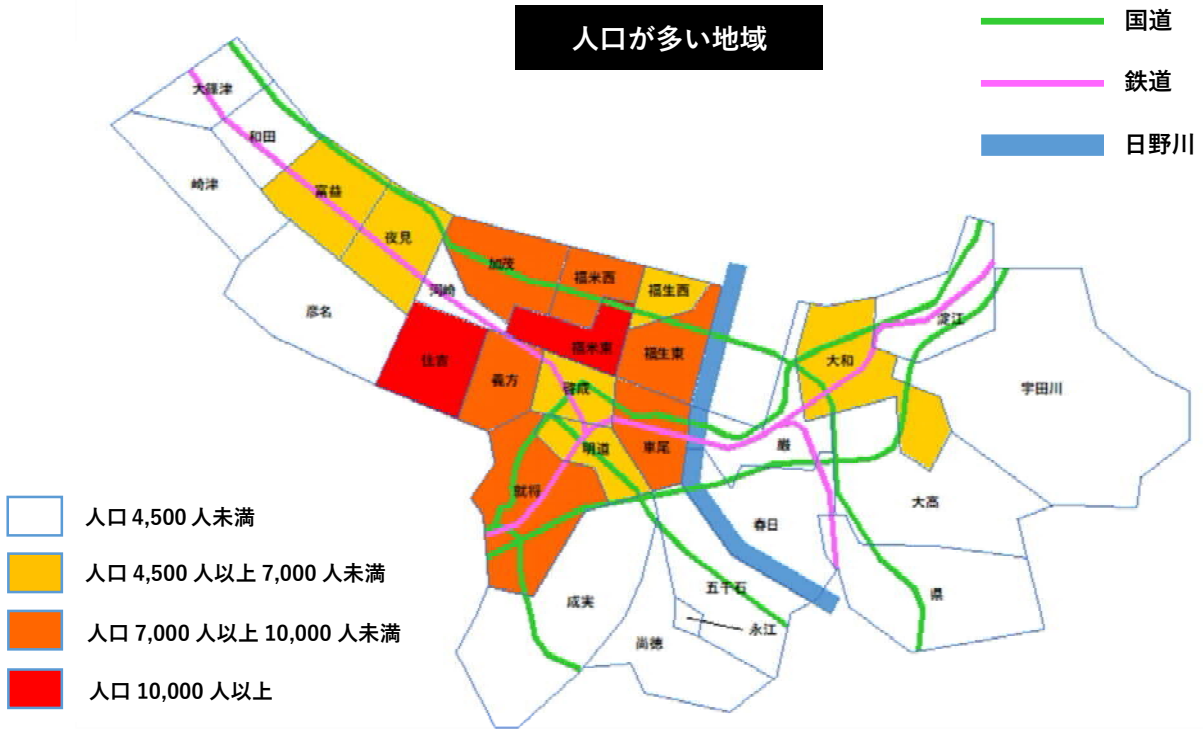 人口が多い地域
国道
鉄道
日野川
大篠津
和田
崎津
富益
夜見
加茂
福米西
福生西
河崎
彦名
淀江
福米東
福生東
住吉
義方
啓成
大和
宇田川
明道
車尾
巌
就将
大高
春日
人口 4,500 人未満
人口 4,500 人以上 7,000 人未満
五千石
県
成実
人口 7,000 人以上 10,000 人未満
永江
尚徳
人口 10,000 人以上